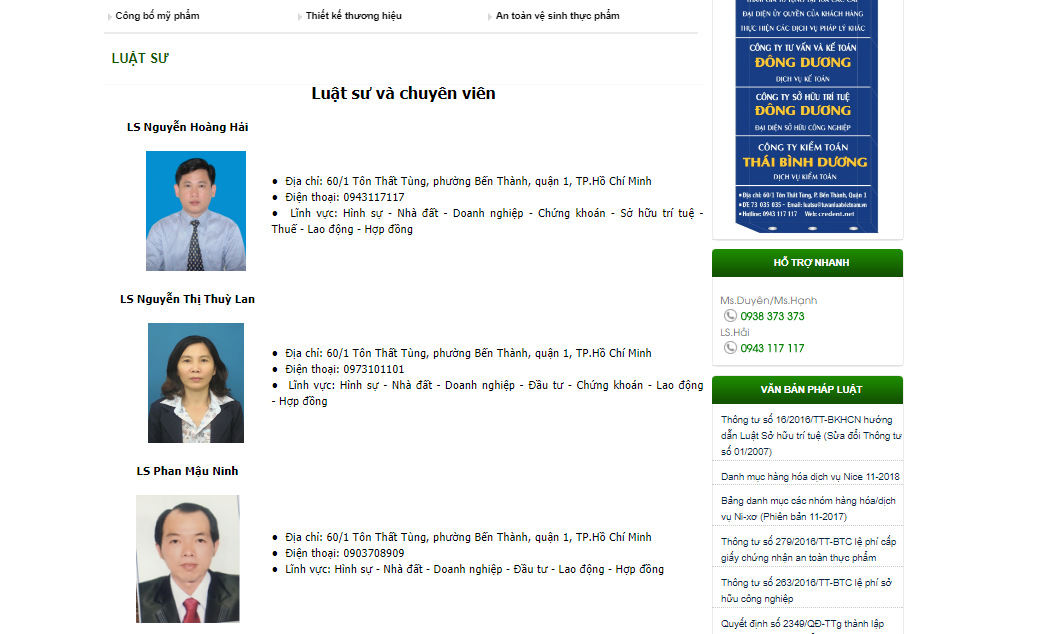 Công bố mỹ phẩm
Thiết kế thương hiệu
An toàn vệ sinh thực phẩm
LUẬT SƯ
Luật sư và chuyên viên
LS Nguyễn Hoàng Hải
● Địa chỉ: 60/1 Tôn Thất Tùng, phường Bến Thành, quận 1, TP.Hồ Chí Minh
● Điện thoại: 0943117117
● Lĩnh vực: Hình sự - Nhà đất - Doanh nghiệp - Chứng khoán - Sở hữu trí tuệ -
Thuế - Lao động - Hợp đồng
LS Nguyễn Thị Thuỳ Lan
● Địa chỉ: 60/1 Tôn Thất Tùng, phường Bến Thành, quận 1, TP.Hồ Chí Minh
● Điện thoại: 0973101101
● Lĩnh vực: Hình sự - Nhà đất - Doanh nghiệp - Đầu tư - Chứng khoán - Lao động
- Hợp đồng
LS Phan Mậu Ninh
● Địa chỉ: 60/1 Tôn Thất Tùng, phường Bến Thành, quận 1, TP.Hồ Chí Minh
● Điện thoại: 0903708909
● Lĩnh vực: Hình sự - Nhà đất - Doanh nghiệp - Đầu tư - Lao động - Hợp đồng
ĐẠI DIỆN ỦY QUYỀN CỦA KHÁCH HÀNG
THỰC HIỆN CÁC DỊCH VỤ PHÁP LÝ KHÁC
CÔNG TY TƯ VẤN VÀ KẾ TOÁN
ĐÔNG DƯƠNG
DỊCH VỤ KẾ TOÁN
CÔNG TY SỞ HỮU TRÍ TUỆ
ĐÔNG DƯƠNG
ĐẠI DIỆN SỞ HỮU CÔNG NGHIỆP
CÔNG TY KIỂM TOÁN
THÁI BÌNH DƯƠNG
DỊCH VỤ KIỂM TOÁN
• Địa chỉ: 60/1 Tôn Thất Tùng, P. Bến Thành, Quận 1
• ĐT: 73 035 035 - Email: luatsu@tuvanluatvietnam.vn
• Hotline: 0943 117 117 Web: credent.net
HỖ TRỢ NHANH
Ms.Duyên/Ms.Hạnh
0938 373 373
LS.Hải
0943 117 117
VĂN BẢN PHÁP LUẬT
Thông tư số 16/2016/TT-BKHCN hướng
dẫn Luật Sở hữu trí tuệ (Sửa đổi Thông tư
số 01/2007)
Danh mục hàng hóa dịch vụ Nice 11-2018
Bảng danh mục các nhóm hàng hóa/dịch
vụ Ni-xơ (Phiên bản 11-2017)
Thông tư số 279/2016/TT-BTC lệ phí cấp
giấy chứng nhận an toàn thực phẩm
Thông tư số 263/2016/TT-BTC lệ phí sở
hữu công nghiệp
Quyết định số 2349/QĐ-TTg thành lập